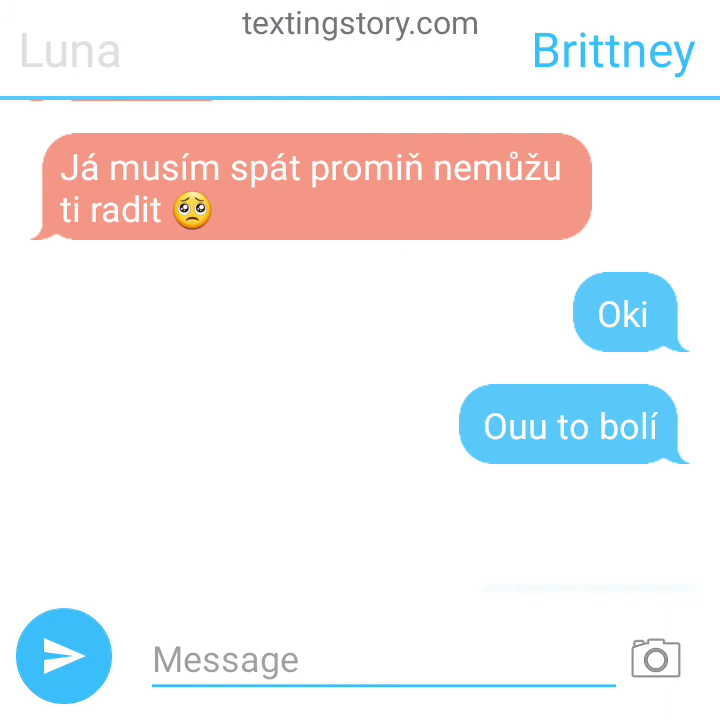 textingstory.com
Luna
Brittney
Já musím spát promiň nemůžu
ti radit 🥺
Oki
Ouu to bolí
Message